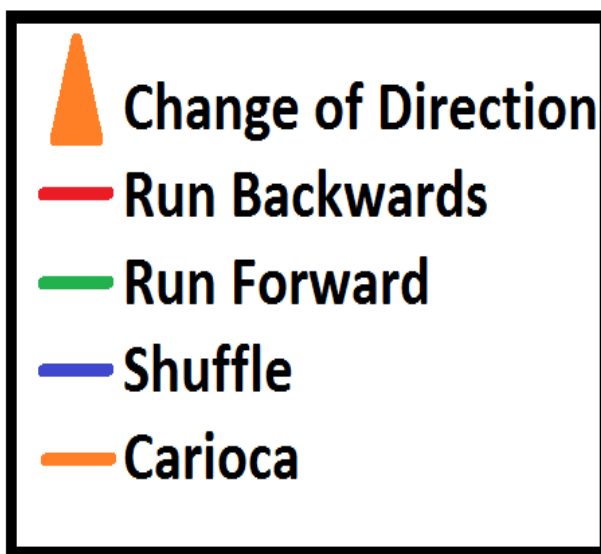 Change of Direction
Run Backwards
Run Forward
Shuffle
Carioca